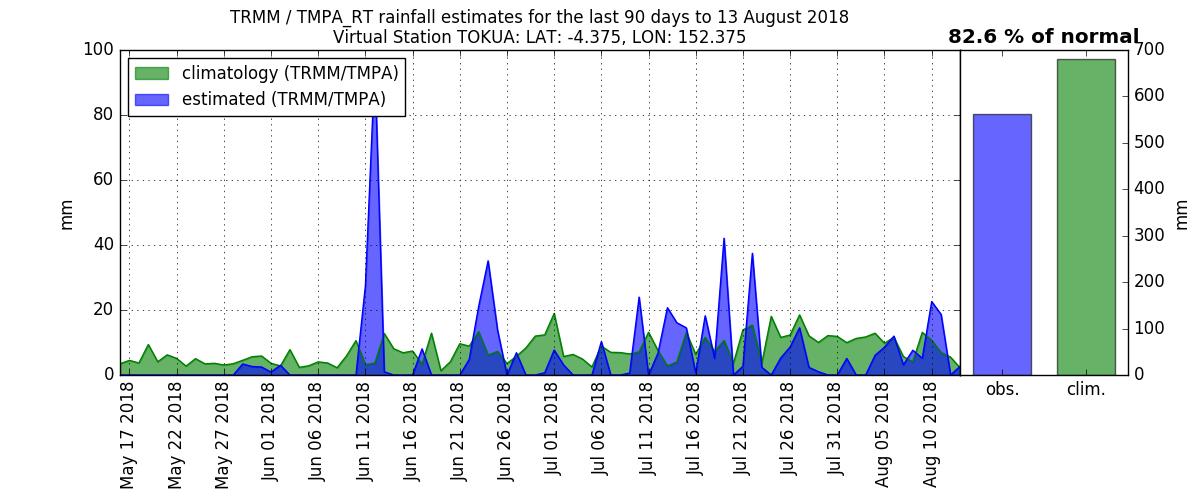 TRMM / TMPA_RT rainfall estimates for the last 90 days to 13 August 2018
Virtual Station TOKUA: LAT: -4.375, LON: 152.375
82.6 % of normal
climatology (TRMM/TMPA)
estimated (TRMM/TMPA)
100
80
60
40
20
0
mm
May 17 2018
May 22 2018
May 27 2018
Jun 01 2018
Jun 06 2018
Jun 11 2018
Jun 16 2018
Jun 21 2018
Jun 26 2018
Jul 01 2018
Jul 06 2018
Jul 11 2018
Jul 16 2018
Jul 21 2018
Jul 26 2018
Jul 31 2018
Aug 05 2018
Aug 10 2018
obs.
clim.
700
600
500
400
300
200
100
0
mm